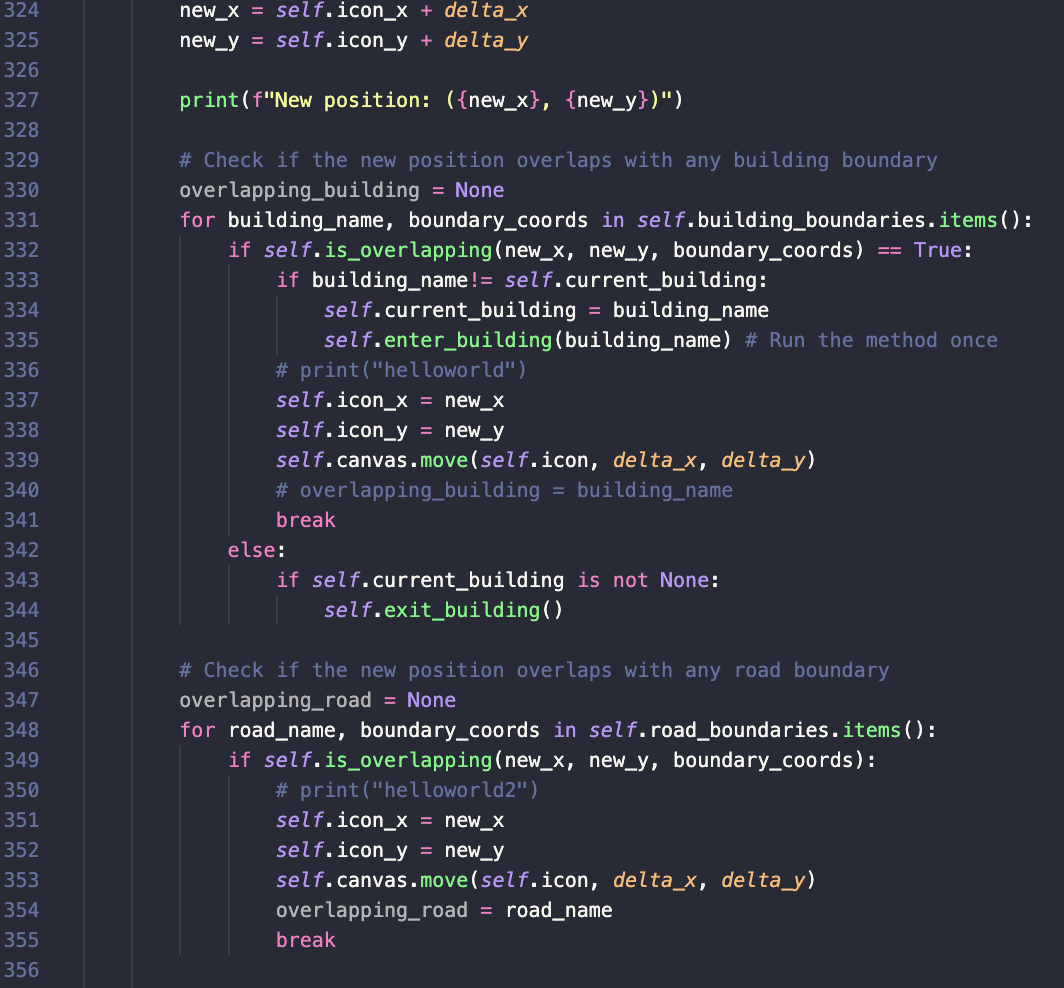 324 new_x = self.icon_x + delta_x
325 new_y = self.icon_y + delta_y
326
327 print(f"New position: ({new_x}, {new_y})")
328
329 # Check if the new position overlaps with any building boundary
330 overlapping_building = None
331 for building_name, boundary_coords in self.building_boundaries.items():
332 if self.is_overlapping(new_x, new_y, boundary_coords) == True:
333 if building_name!= self.current_building:
334 self.current_building = building_name
335 self.enter_building(building_name) # Run the method once
336 # print("helloworld")
337 self.icon_x = new_x
338 self.icon_y = new_y
339 self.canvas.move(self.icon, delta_x, delta_y)
340 # overlapping_building = building_name
341 break
342 else:
343 if self.current_building is not None:
344 self.exit_building()
345
346 # Check if the new position overlaps with any road boundary
347 overlapping_road = None
348 for road_name, boundary_coords in self.road_boundaries.items():
349 if self.is_overlapping(new_x, new_y, boundary_coords):
350 # print("helloworld2")
351 self.icon_x = new_x
352 self.icon_y = new_y
353 self.canvas.move(self.icon, delta_x, delta_y)
354 overlapping_road = road_name
355 break
356